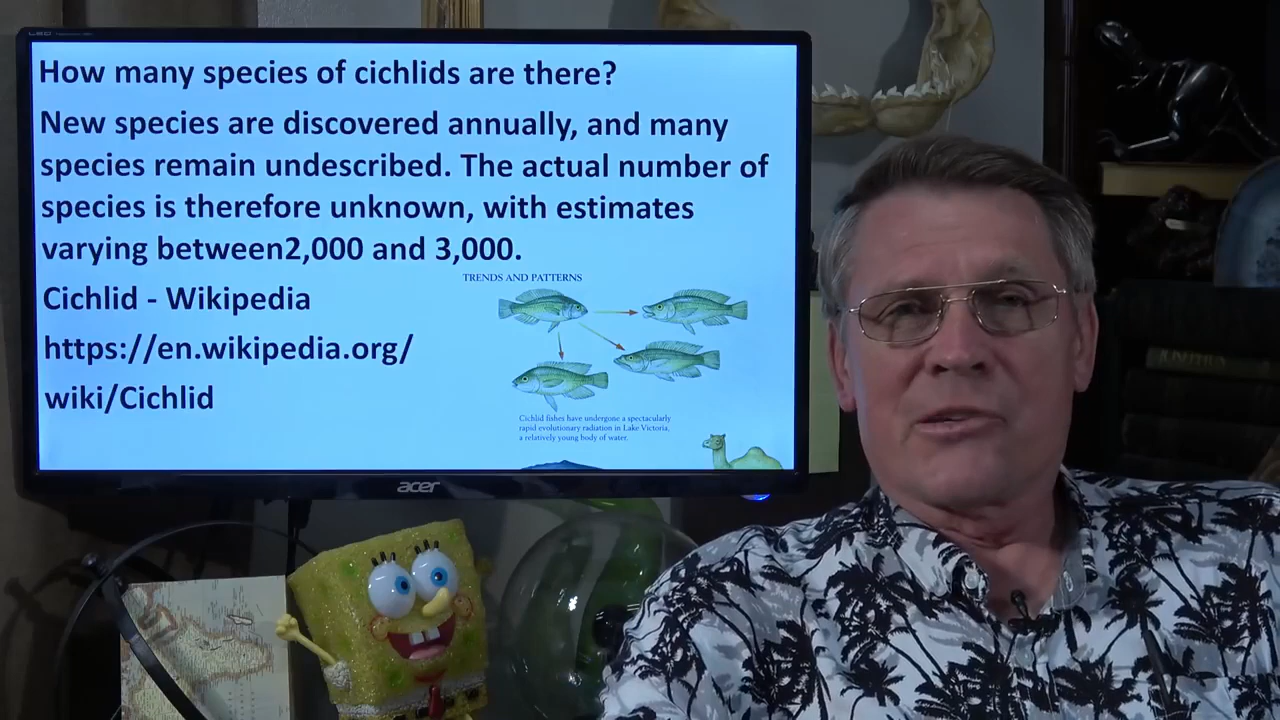 How many species of cichlids are there?
New species are discovered annually, and many
species remain undescribed. The actual number of
species is therefore unknown, with estimates
varying between2,000 and 3,000.
TRENDS AND PATTERNS
Cichlid - Wikipedia
https://en.wikipedia.org/
wiki/Cichlid
Cichlid fishes have undergone a spectacularly
rapid evolutionary radiation in Lake Victoria,
a relatively young body of water.
acer